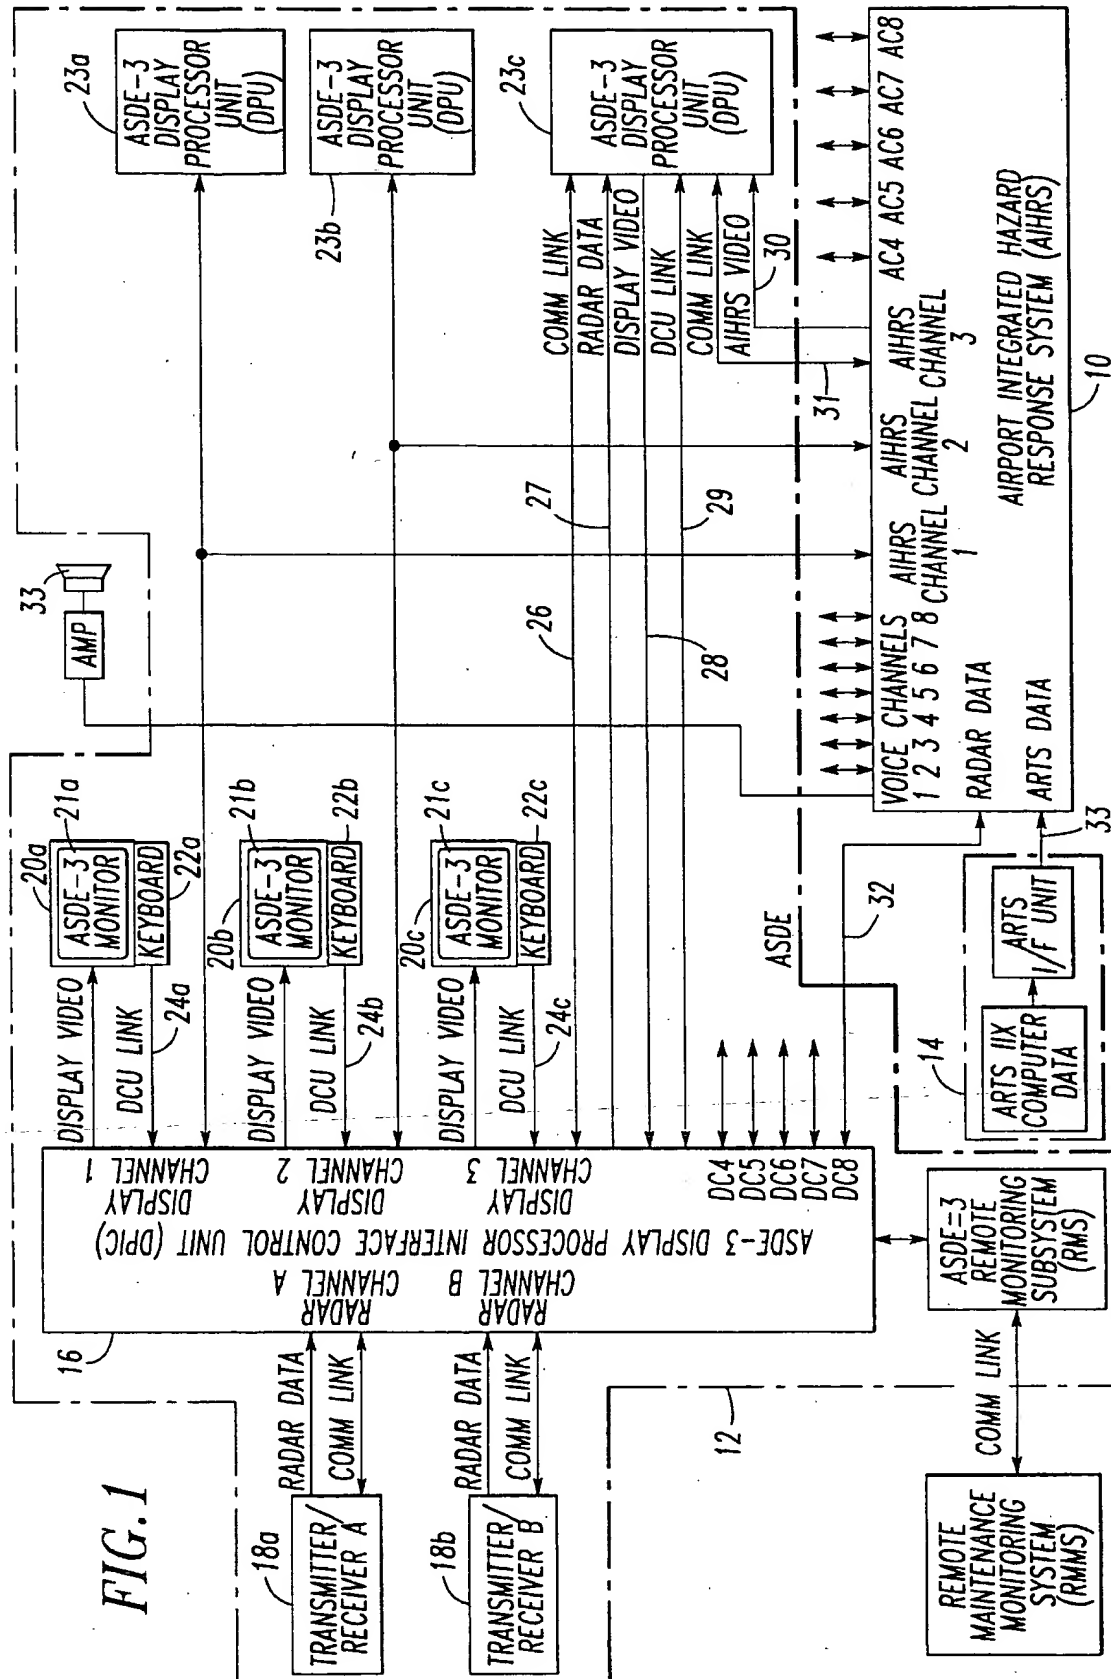 FIG.1
18a
TRANSMITTER/
RECEIVER A
RADAR DATA
COMM LINK
18b
TRANSMITTER/
RECEIVER B
RADAR DATA
COMM LINK
12
REMOTE
MAINTENANCE
MONITORING
SYSTEM
(RMMS)
COMM LINK
16
RADAR
CHANNEL A
RADAR
CHANNEL B
ASDE-3 DISPLAY PROCESSOR INTERFACE CONTROL UNIT (DPIC)
DISPLAY
CHANNEL 1
DISPLAY
CHANNEL 2
DISPLAY
CHANNEL 3
DC4
DC5
DC6
DC7
DC8
ASDE=3
REMOTE
MONITORING
SUBSYSTEM
(RMS)
DISPLAY VIDEO
DCU LINK
24a
20a
21a
ASDE-3
MONITOR
KEYBOARD
22a
DISPLAY VIDEO
DCU LINK
24b
20b
21b
ASDE-3
MONITOR
KEYBOARD
22b
DISPLAY VIDEO
DCU LINK
24c
20c
21c
ASDE-3
MONITOR
KEYBOARD
22c
ASDE
32
14
ARTS IIX
COMPUTER
DATA
ARTS
I/F UNIT
33
AMP
33
26
27
28
29
COMM LINK
RADAR DATA
DISPLAY VIDEO
DCU LINK
COMM LINK
AIHRS VIDEO
30
31
23a
ASDE-3
DISPLAY
PROCESSOR
UNIT
(DPU)
23b
ASDE-3
DISPLAY
PROCESSOR
UNIT
(DPU)
23c
ASDE-3
DISPLAY
PROCESSOR
UNIT
(DPU)
VOICE CHANNELS
1 2 3 4 5 6 7 8
RADAR DATA
ARTS DATA
AIHRS
CHANNEL
1
AIHRS
CHANNEL
2
AIHRS
CHANNEL
3
AC4 AC5 AC6 AC7 AC8
AIRPORT INTEGRATED HAZARD
RESPONSE SYSTEM (AIHRS)
10